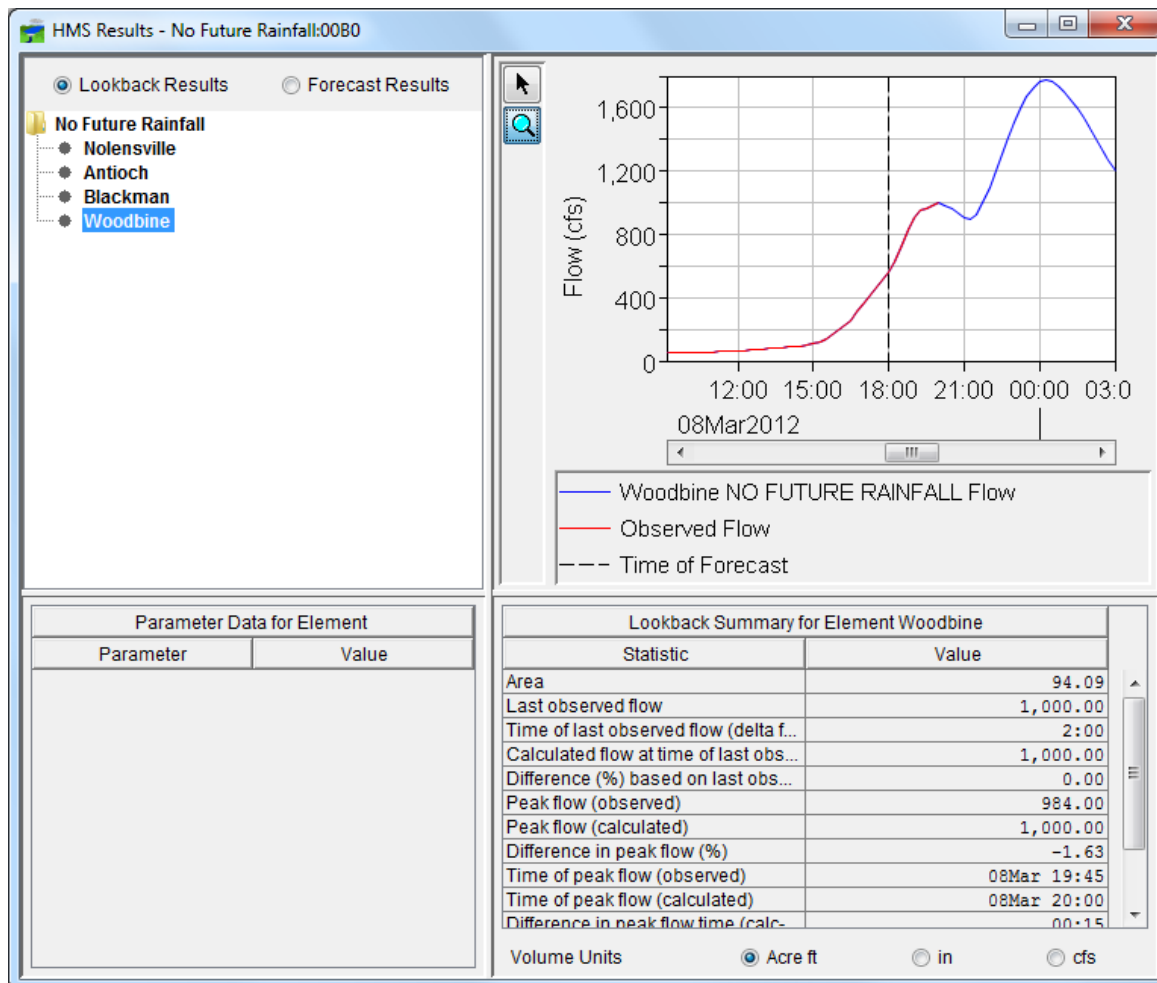 HMS Results - No Future Rainfall:00B0
Lookback Results
Forecast Results
No Future Rainfall
Nolensville
Antioch
Blackman
Woodbine
Flow (cfs)
1,600
1,200
800
400
0
12:00 15:00 18:00 21:00 00:00 03:0
08Mar2012
Woodbine NO FUTURE RAINFALL Flow
Observed Flow
Time of Forecast
Parameter Data for Element
Parameter Value
Lookback Summary for Element Woodbine
Statistic Value
Area 94.09
Last observed flow 1,000.00
Time of last observed flow (delta f... 2:00
Calculated flow at time of last obs... 1,000.00
Difference (%) based on last obs... 0.00
Peak flow (observed) 984.00
Peak flow (calculated) 1,000.00
Difference in peak flow (%) -1.63
Time of peak flow (observed) 08Mar 19:45
Time of peak flow (calculated) 08Mar 20:00
Difference in peak flow time (calc- 00:15
Volume Units
Acre ft
in
cfs